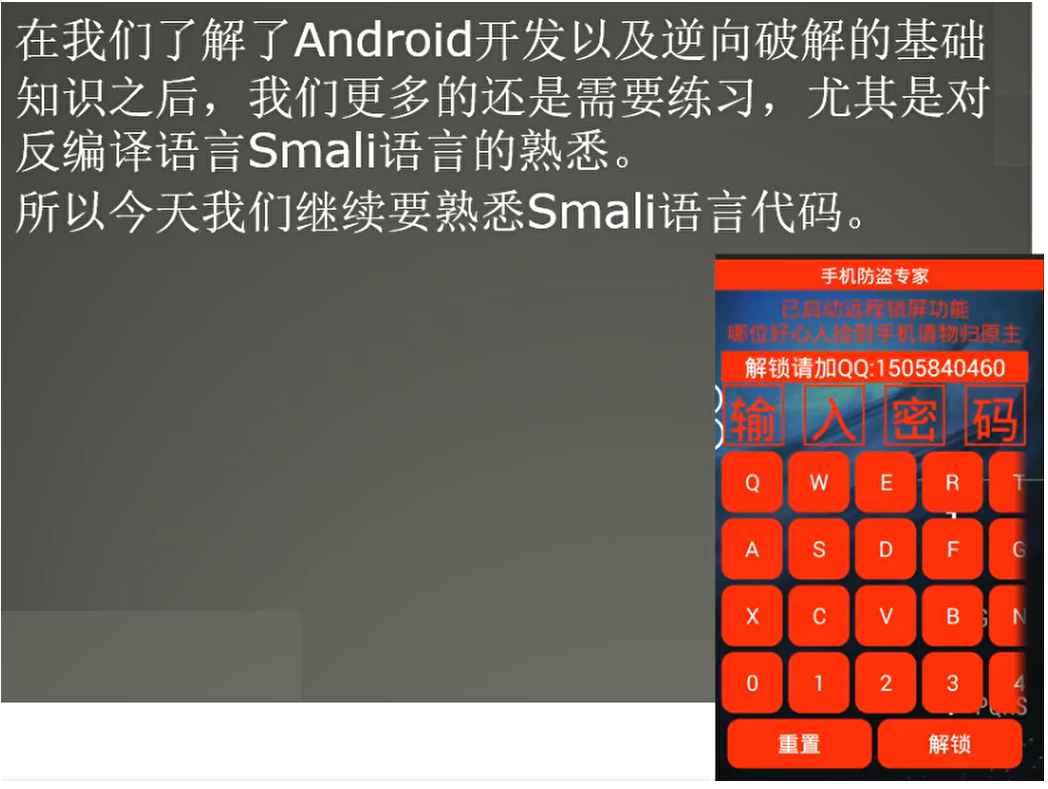 在我们了解了Android开发以及逆向破解的基础
知识之后，我们更多的还是需要练习，尤其是对
反编译语言Smali语言的熟悉。
所以今天我们继续要熟悉Smali语言代码。
手机防盗专家
已启动远程锁屏功能
哪位好心人捡到手机请物归原主
解锁请加QQ:1505840460
输入密码
Q W E R T
A S D F G
X C V B N
0 1 2 3 4
重置 解锁